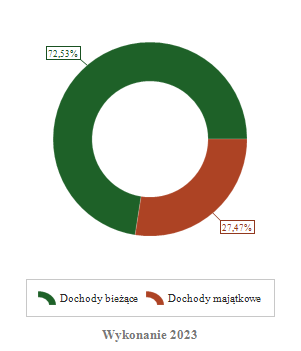 72,53%
27,47%
Dochody bieżące Dochody majątkowe
Wykonanie 2023